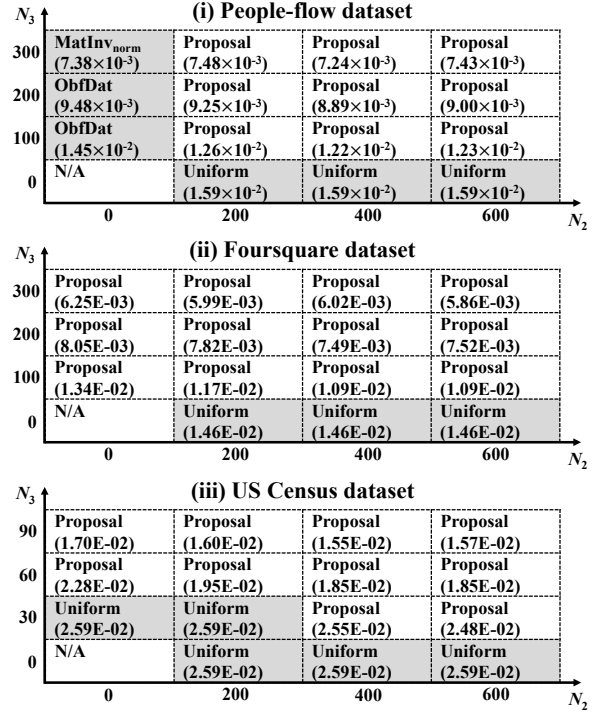 (i) People-flow dataset
N3
300 MatInvnorm Proposal Proposal Proposal
(7.38×10-3) (7.48×10-3) (7.24×10-3) (7.43×10-3)
200 ObfDat Proposal Proposal Proposal
(9.48×10-3) (9.25×10-3) (8.89×10-3) (9.00×10-3)
100 ObfDat Proposal Proposal Proposal
(1.45×10-2) (1.26×10-2) (1.22×10-2) (1.23×10-2)
0 N/A Uniform Uniform Uniform
(1.59×10-2) (1.59×10-2) (1.59×10-2)
0 200 400 600 N2
(ii) Foursquare dataset
N3
300 Proposal Proposal Proposal Proposal
(6.25E-03) (5.99E-03) (6.02E-03) (5.86E-03)
200 Proposal Proposal Proposal Proposal
(8.05E-03) (7.82E-03) (7.49E-03) (7.52E-03)
100 Proposal Proposal Proposal Proposal
(1.34E-02) (1.17E-02) (1.09E-02) (1.09E-02)
0 N/A Uniform Uniform Uniform
(1.46E-02) (1.46E-02) (1.46E-02)
0 200 400 600 N2
(iii) US Census dataset
N3
90 Proposal Proposal Proposal Proposal
(1.70E-02) (1.60E-02) (1.55E-02) (1.57E-02)
60 Proposal Proposal Proposal Proposal
(2.28E-02) (1.95E-02) (1.85E-02) (1.85E-02)
30 Uniform Uniform Proposal Proposal
(2.59E-02) (2.59E-02) (2.55E-02) (2.48E-02)
0 N/A Uniform Uniform Uniform
(2.59E-02) (2.59E-02) (2.59E-02)
0 200 400 600 N2